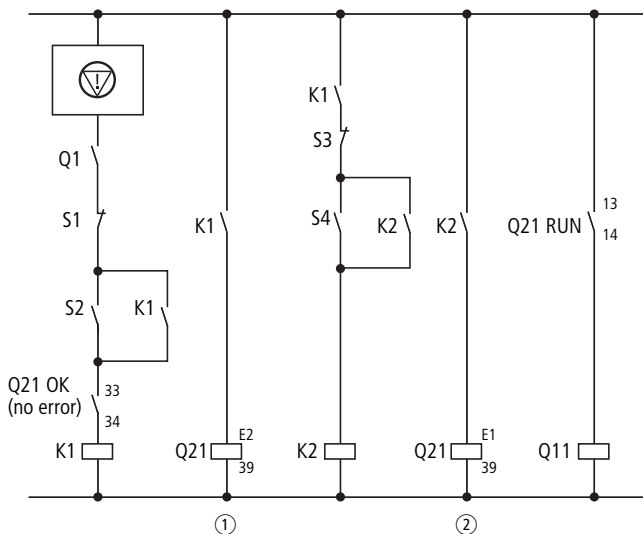 !
K1
S3
Q1
S1
K1
S4
K2
K2
Q21 RUN
13
14
S2
K1
Q21 OK
(no error)
33
34
K1
Q21
E2
39
K2
Q21
E1
39
Q11
1
2